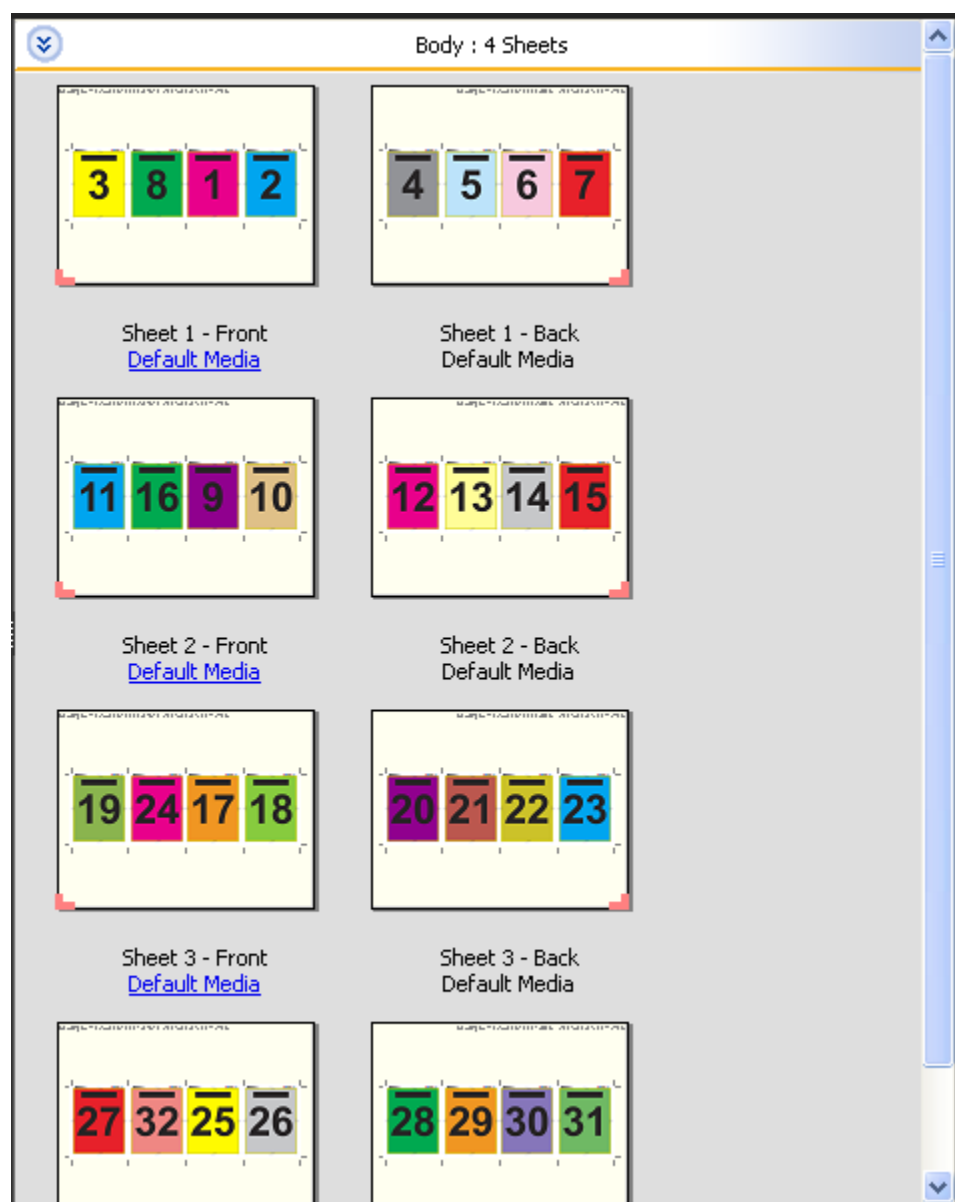 Body : 4 Sheets
3 8 1 2
4 5 6 7
Sheet 1 - Front
Default Media
Sheet 1 - Back
Default Media
11 16 9 10
12 13 14 15
Sheet 2 - Front
Default Media
Sheet 2 - Back
Default Media
19 24 17 18
20 21 22 23
Sheet 3 - Front
Default Media
Sheet 3 - Back
Default Media
27 32 25 26
28 29 30 31